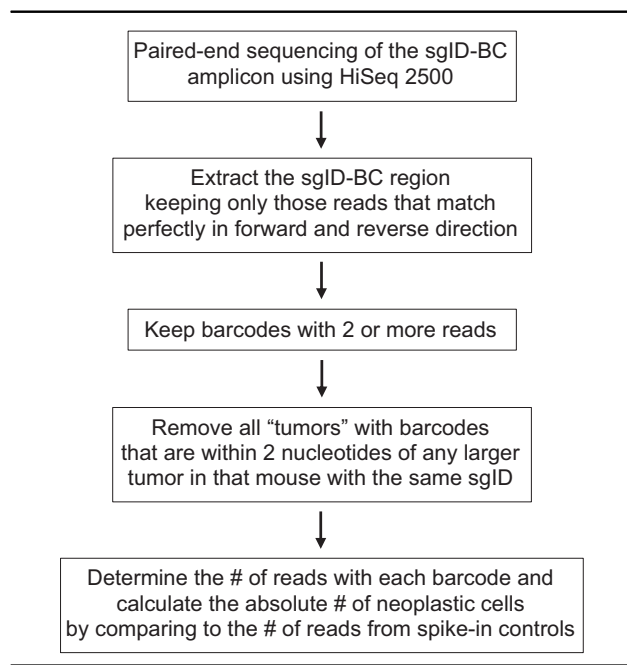 Paired-end sequencing of the sgID-BC
amplicon using HiSeq 2500
Extract the sgID-BC region
keeping only those reads that match
perfectly in forward and reverse direction
Keep barcodes with 2 or more reads
Remove all “tumors” with barcodes
that are within 2 nucleotides of any larger
tumor in that mouse with the same sgID
Determine the # of reads with each barcode and
calculate the absolute # of neoplastic cells
by comparing to the # of reads from spike-in controls